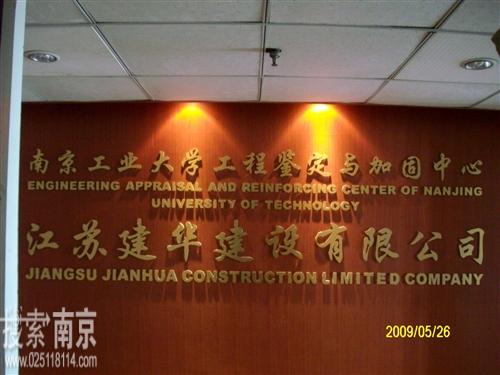 南京工业大学工程鉴定与加固中心
ENGINEERING APPRAISAL AND REINFORCING CENTER OF NANJING
UNIVERSITY OF TECHNOLOGY
江苏建华建设有限公司
JIANGSU JIANHUA CONSTRUCTION LIMITED COMPANY
2009/05/26
搜索南京
www.025118114.com